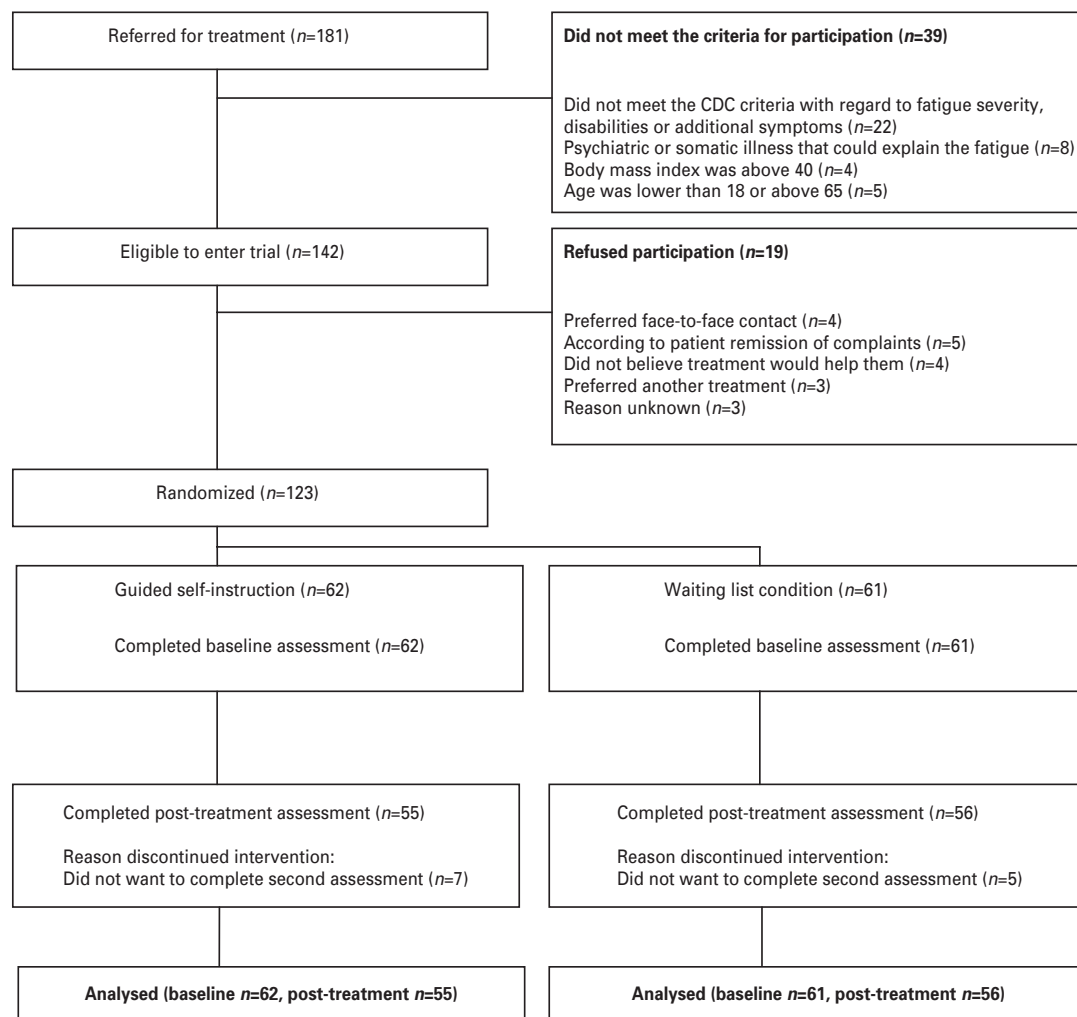 Referred for treatment (n=181)
Did not meet the criteria for participation (n=39)
Did not meet the CDC criteria with regard to fatigue severity,
disabilities or additional symptoms (n=22)
Psychiatric or somatic illness that could explain the fatigue (n=8)
Body mass index was above 40 (n=4)
Age was lower than 18 or above 65 (n=5)
Eligible to enter trial (n=142)
Refused participation (n=19)
Preferred face-to-face contact (n=4)
According to patient remission of complaints (n=5)
Did not believe treatment would help them (n=4)
Preferred another treatment (n=3)
Reason unknown (n=3)
Randomized (n=123)
Guided self-instruction (n=62)
Completed baseline assessment (n=62)
Waiting list condition (n=61)
Completed baseline assessment (n=61)
Completed post-treatment assessment (n=55)
Reason discontinued intervention:
Did not want to complete second assessment (n=7)
Completed post-treatment assessment (n=56)
Reason discontinued intervention:
Did not want to complete second assessment (n=5)
Analysed (baseline n=62, post-treatment n=55)
Analysed (baseline n=61, post-treatment n=56)